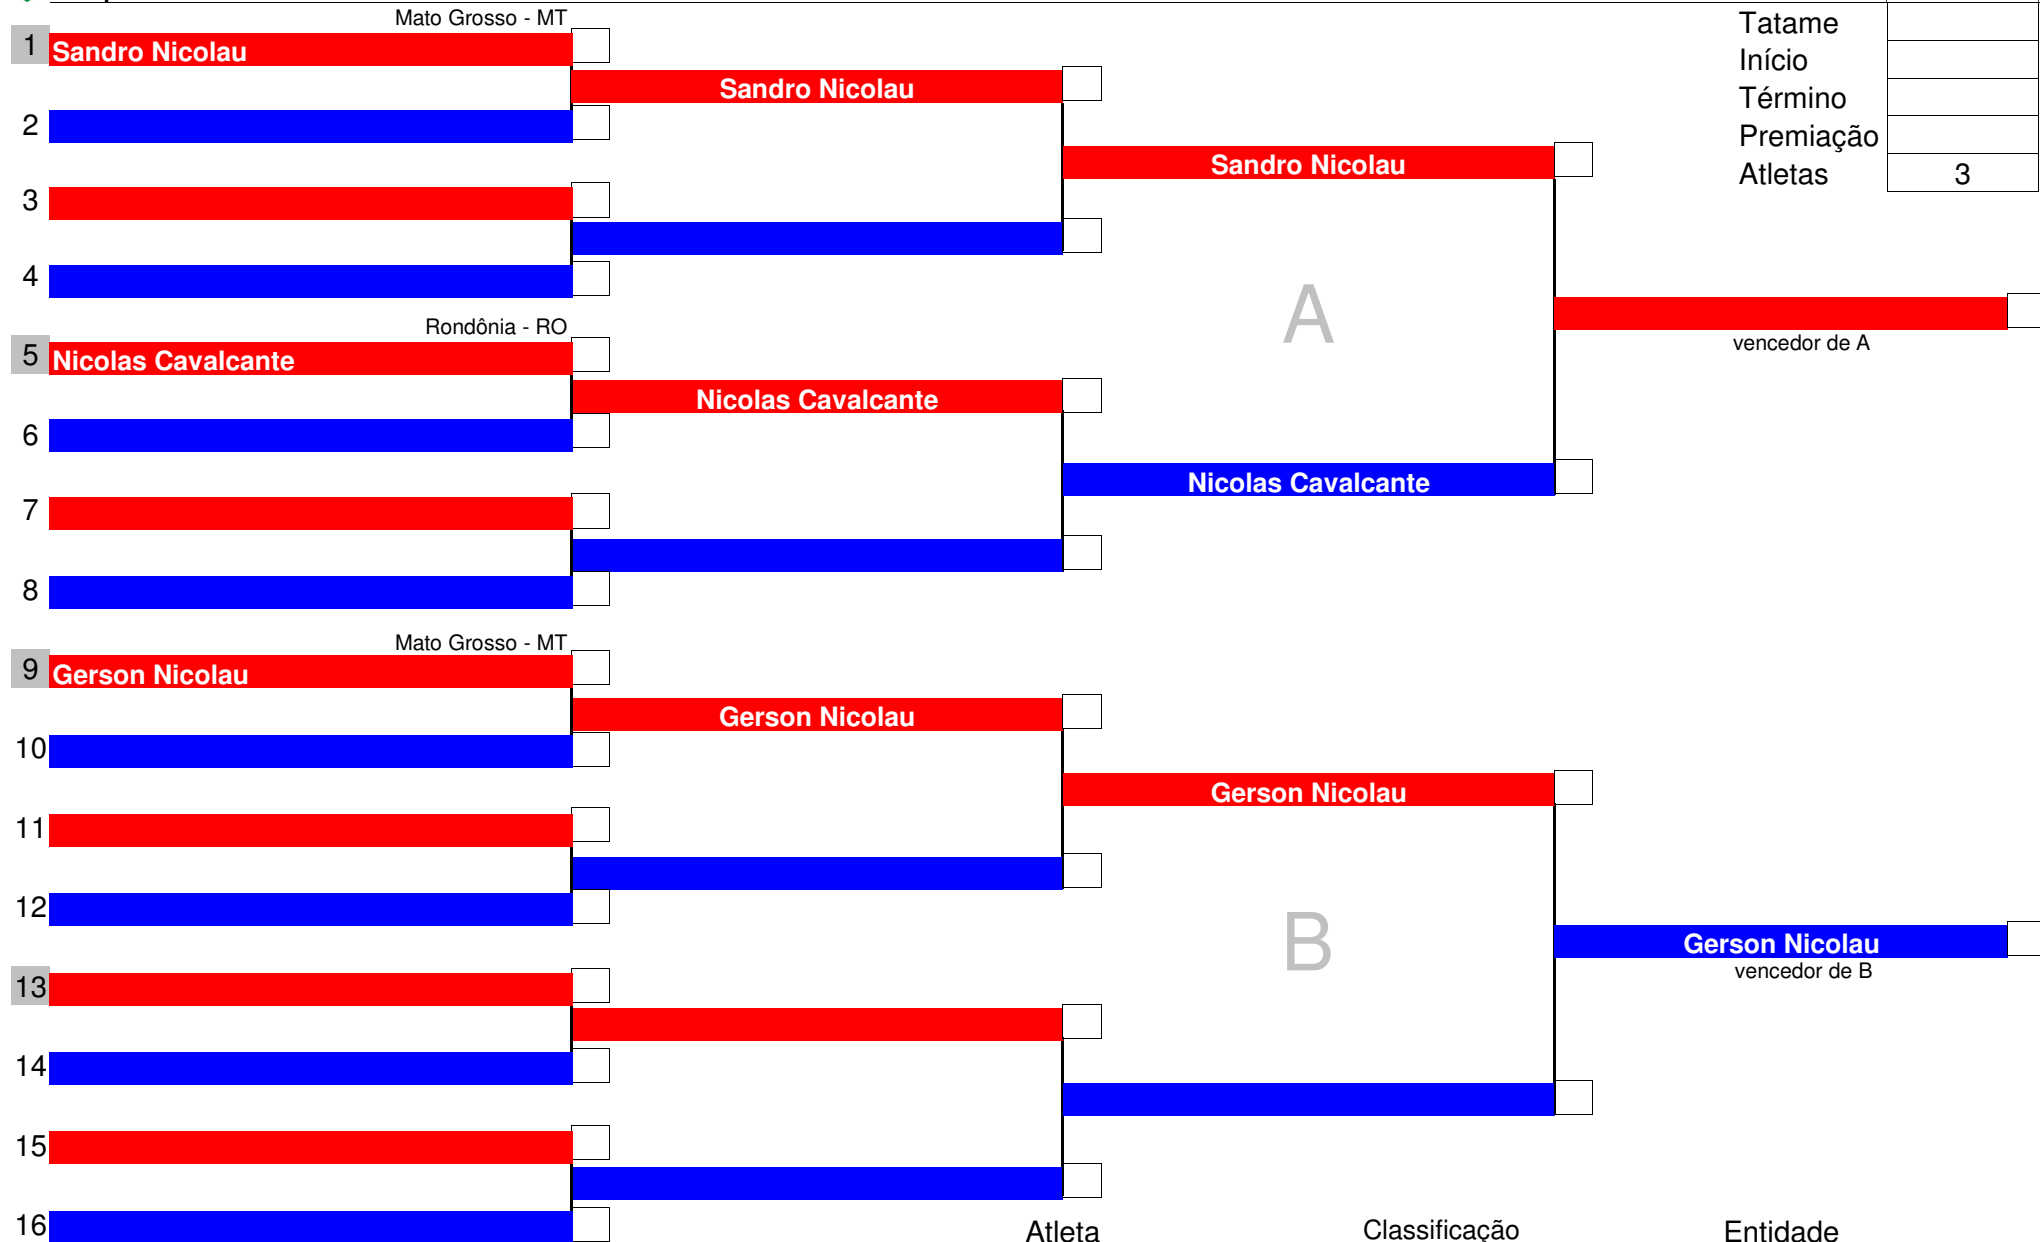 Mato Grosso - MT
Tatame
1 Sandro Nicolau
Início
Sandro Nicolau
Término
2
Premiação
Sandro Nicolau
Atletas 3
3
4
A
Rondônia - RO
vencedor de A
5 Nicolas Cavalcante
Nicolas Cavalcante
6
Nicolas Cavalcante
7
8
Mato Grosso - MT
9 Gerson Nicolau
Gerson Nicolau
10
Gerson Nicolau
11
12
B
Gerson Nicolau
vencedor de B
13
14
15
16
Atleta Classificação Entidade